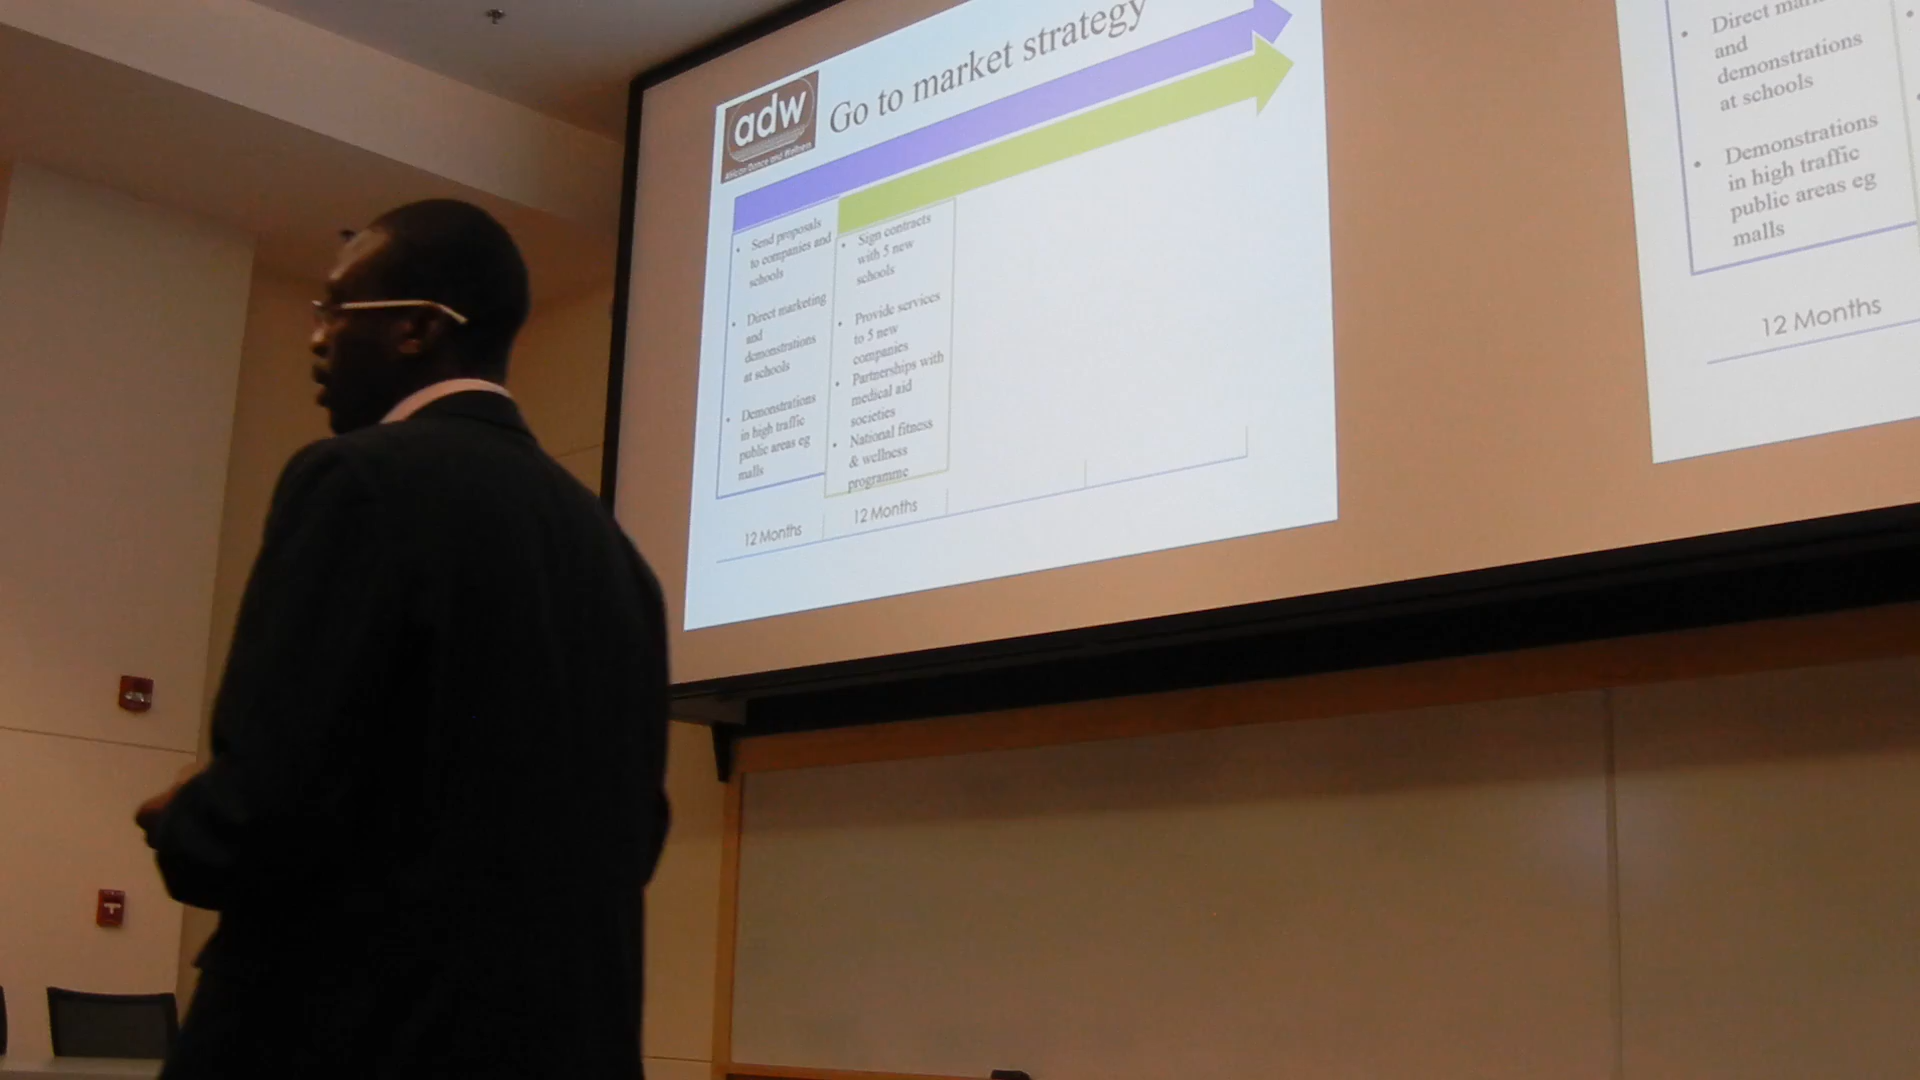 adw
African Dance and Wellness
Go to market strategy
• Send proposals
to companies and
schools
• Direct marketing
and
demonstrations
at schools
• Demonstrations
in high traffic
public areas eg
malls
12 Months
• Sign contracts
with 5 new
schools
• Provide services
to 5 new
companies
• Partnerships with
medical aid
societies
• National fitness
& wellness
programme
12 Months
• Direct
and
demonstrations
at schools
• Demonstrations
in high traffic
public areas eg
malls
12 Months